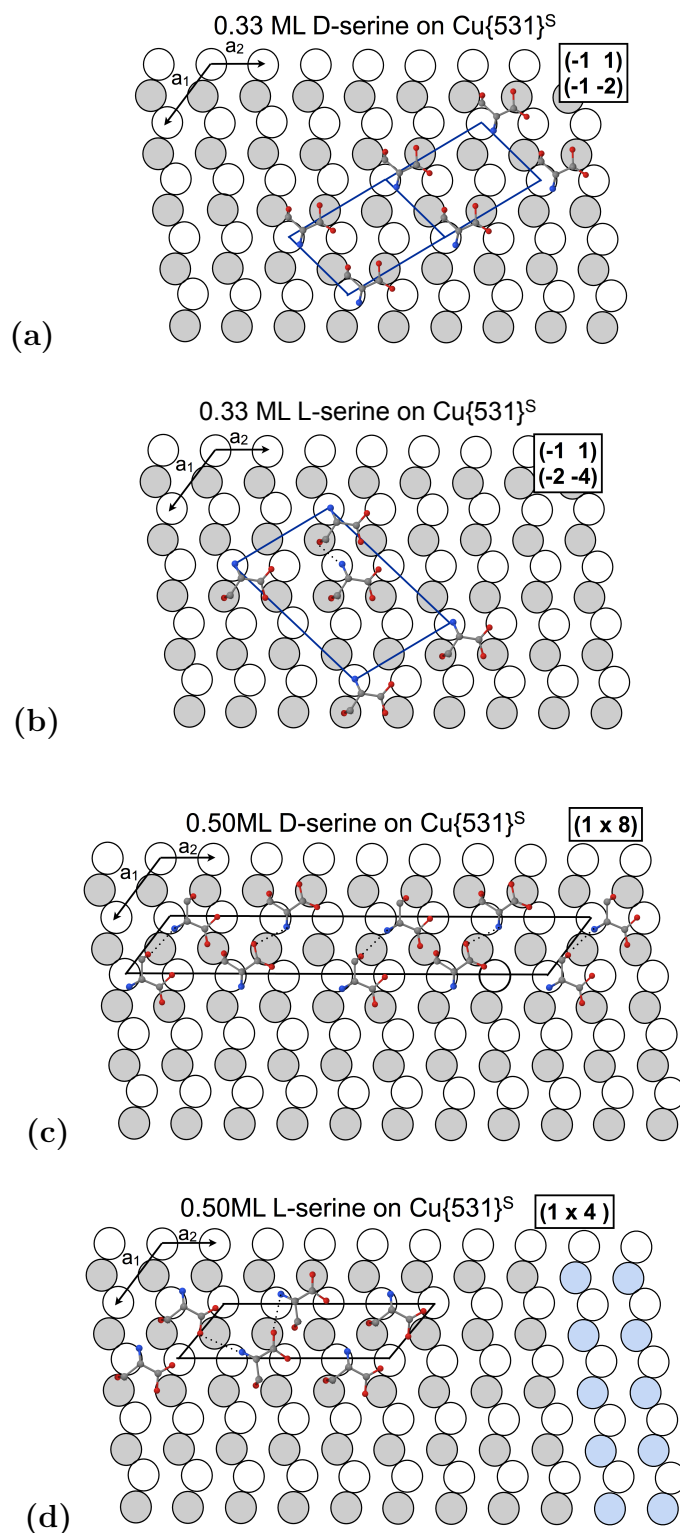 0.33 ML D-serine on Cu{531}S
a1
a2
(-1 1)
(-1 -2)
(a)
0.33 ML L-serine on Cu{531}S
a1
a2
(-1 1)
(-2 -4)
(b)
0.50ML D-serine on Cu{531}S
(1 x 8)
a1
a2
(c)
0.50ML L-serine on Cu{531}S
(1 x 4 )
a1
a2
(d)